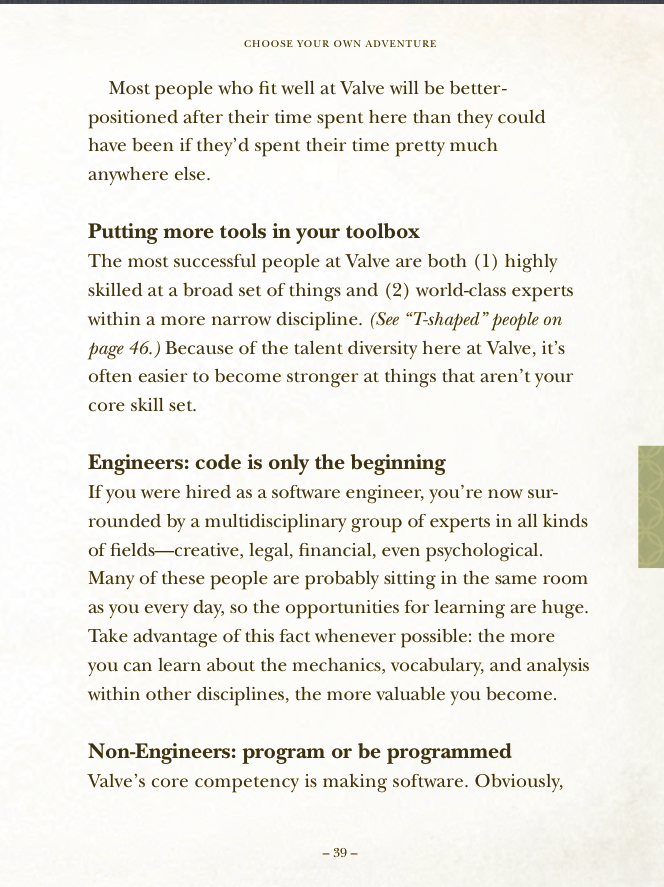 CHOOSE YOUR OWN ADVENTURE
Most people who fit well at Valve will be better-
positioned after their time spent here than they could
have been if they’d spent their time pretty much
anywhere else.
Putting more tools in your toolbox
The most successful people at Valve are both (1) highly
skilled at a broad set of things and (2) world-class experts
within a more narrow discipline. (See “T-shaped” people on
page 46.) Because of the talent diversity here at Valve, it’s
often easier to become stronger at things that aren’t your
core skill set.
Engineers: code is only the beginning
If you were hired as a software engineer, you’re now sur-
rounded by a multidisciplinary group of experts in all kinds
of fields—creative, legal, financial, even psychological.
Many of these people are probably sitting in the same room
as you every day, so the opportunities for learning are huge.
Take advantage of this fact whenever possible: the more
you can learn about the mechanics, vocabulary, and analysis
within other disciplines, the more valuable you become.
Non-Engineers: program or be programmed
Valve’s core competency is making software. Obviously,
– 39 –